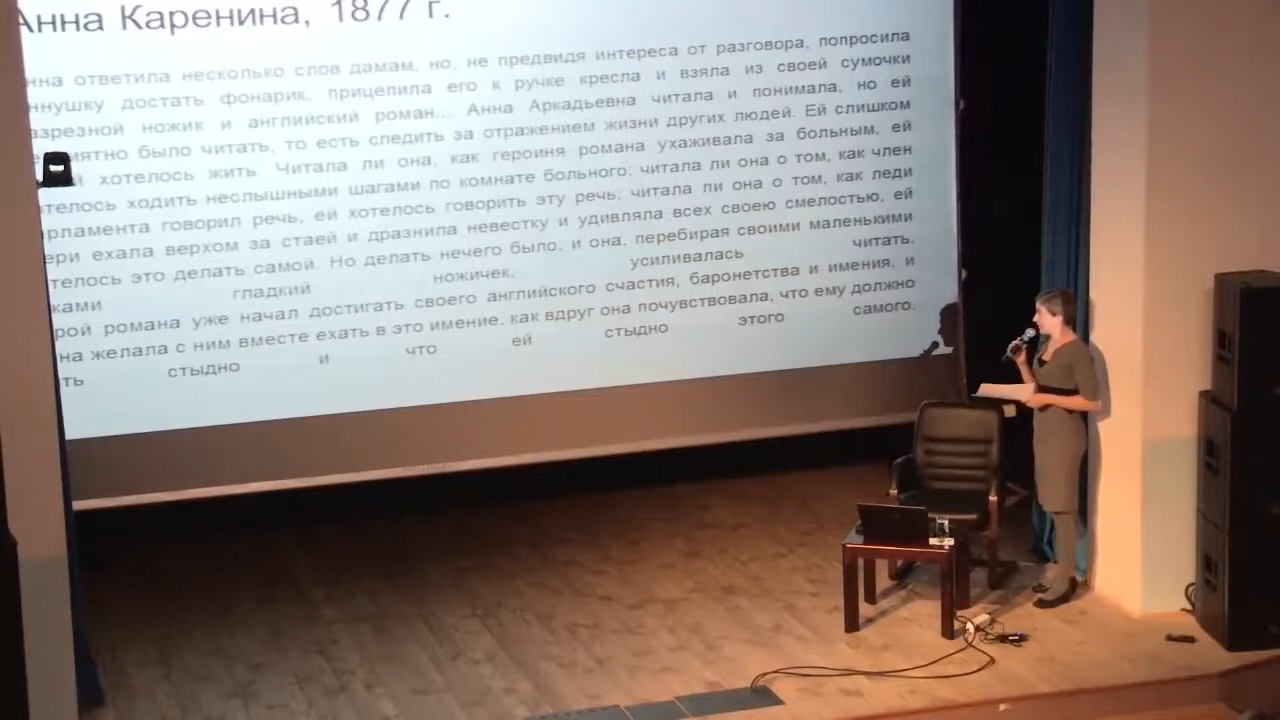 Анна Каренина, 1877 г.
нна ответила несколько слов дамам, но, не предвидя интереса от разговора, попросила
ннушку достать фонарик, прицепила его к ручке кресла и взяла из своей сумочки
азрезной ножик и английский роман... Анна Аркадьевна читала и понимала, но ей
иятно было читать, то есть следить за отражением жизни других людей. Ей слишком
хотелось жить. Читала ли она, как героиня романа ухаживала за больным, ей
отелось ходить неслышными шагами по комнате больного; читала ли она о том, как член
арламента говорил речь, ей хотелось говорить эту речь; читала ли она о том, как леди
ери ехала верхом за стаей и дразнила невестку и удивляла всех своею смелостью, ей
телось это делать самой. Но делать нечего было, и она, перебирая своими маленькими
ками гладкий ножичек, усиливалась читать.
рой романа уже начал достигать своего английского счастия, баронетства и имения, и
на желала с ним вместе ехать в это имение, как вдруг она почувствовала, что ему должно
ть стыдно и что ей стыдно этого самого.